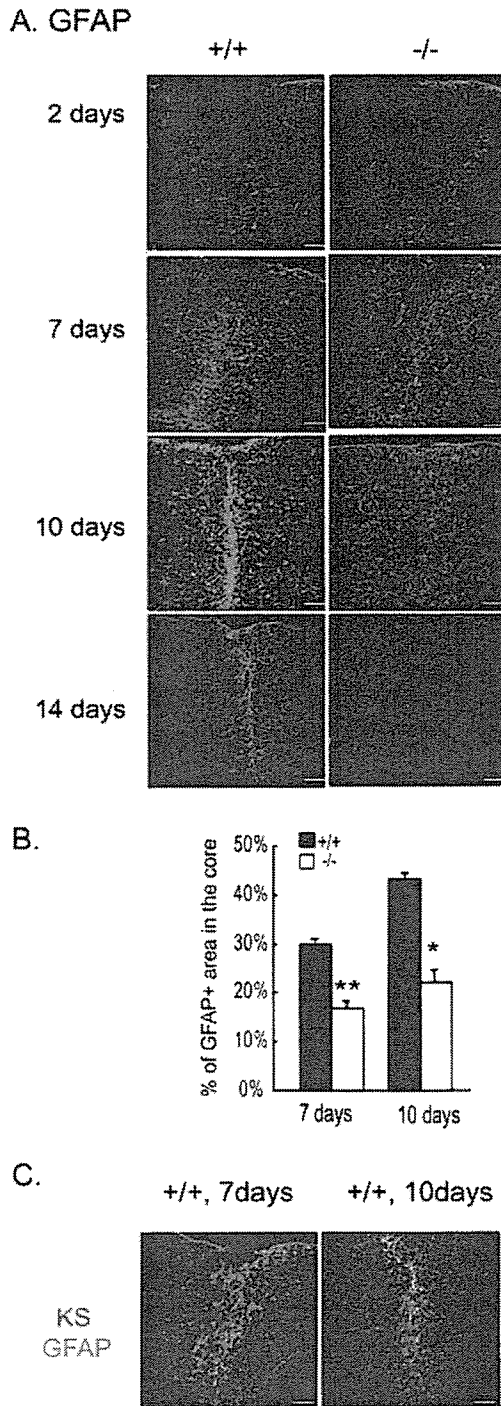 A. GFAP
+/+ -/-
2 days
7 days
10 days
14 days
B.
+/+
-/-
% of GFAP+ area in the core
50%
40%
30%
20%
10%
0%
**
*
7 days 10 days
C.
+/+, 7days +/+, 10days
KS
GFAP